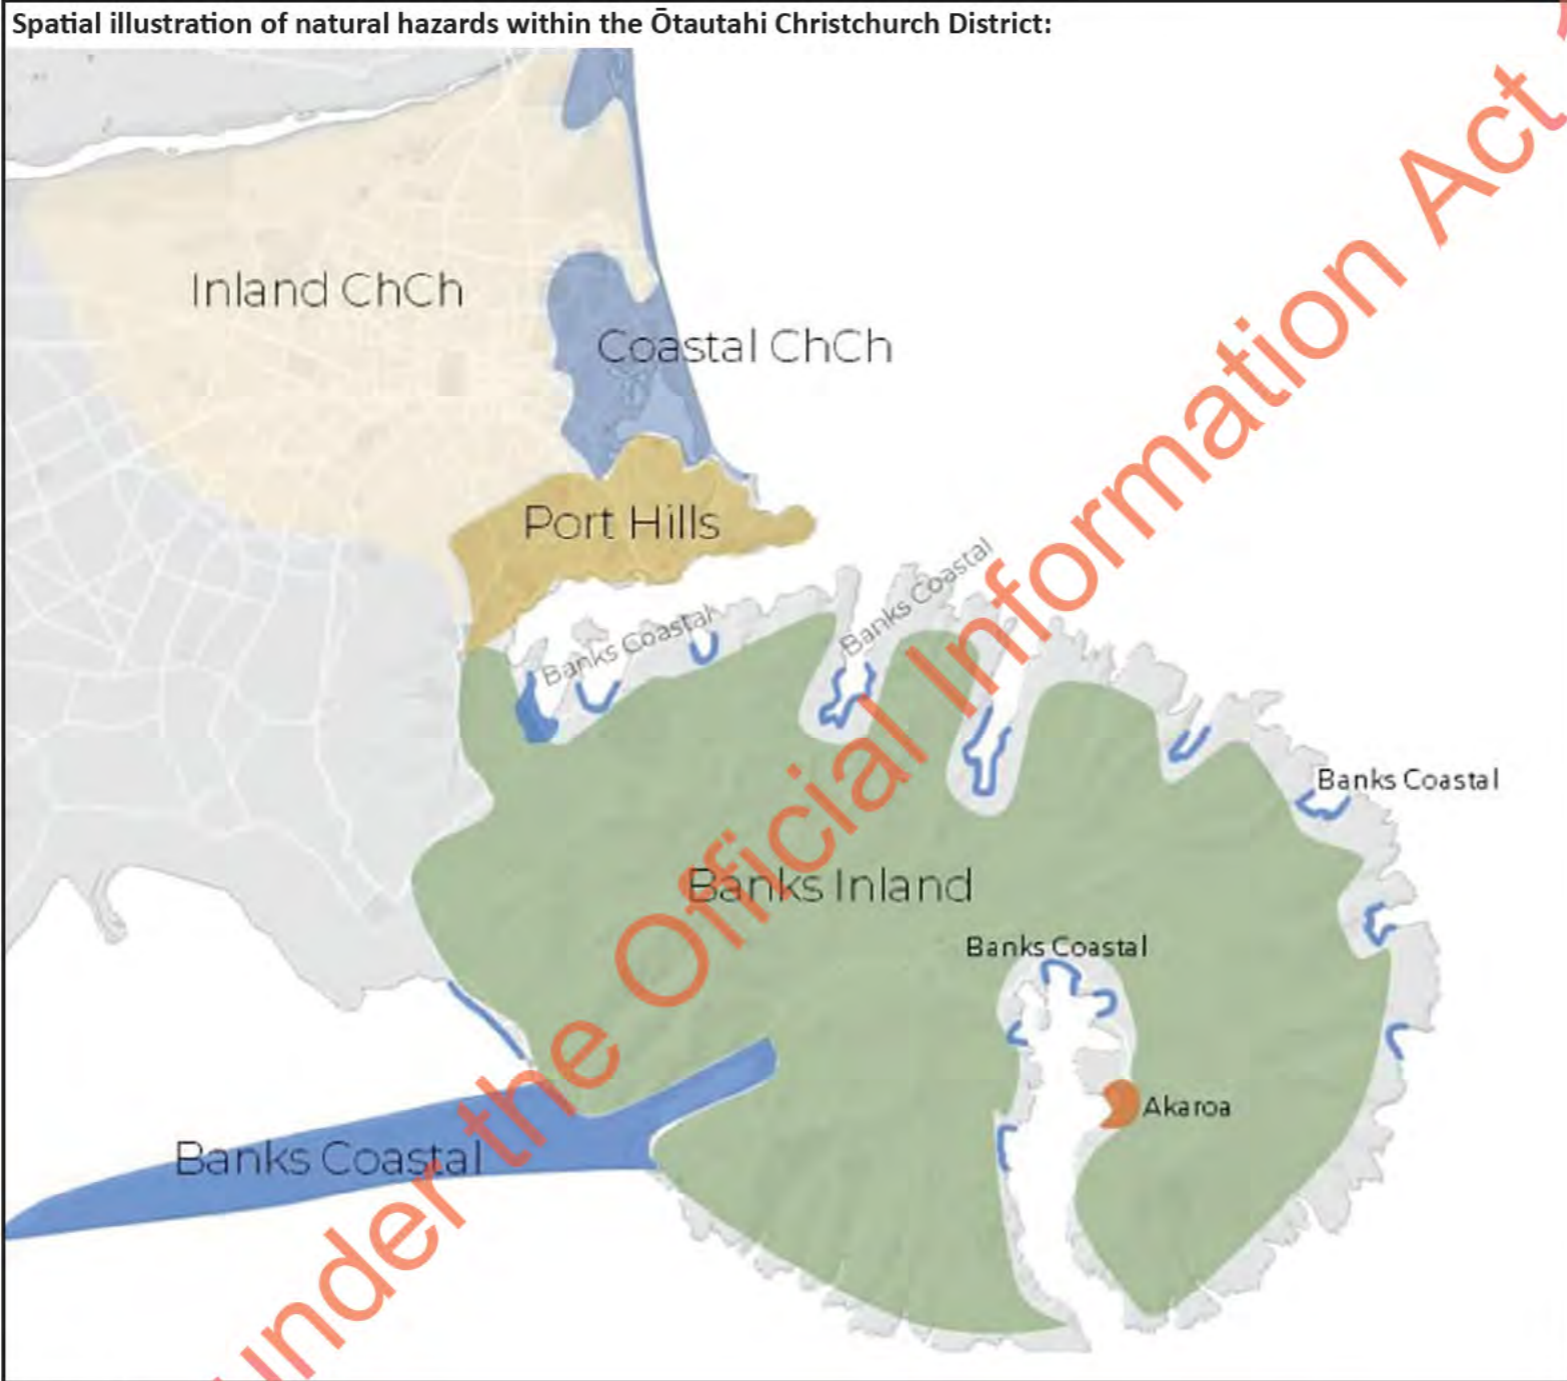 Spatial illustration of natural hazards within the Ōtautahi Christchurch District:
Inland ChCh
Coastal ChCh
Port Hills
Banks Coastal
Banks Coastal
Banks Coastal
Banks Inland
Banks Coastal
Akaroa
Banks Coastal
under the Official Information Act